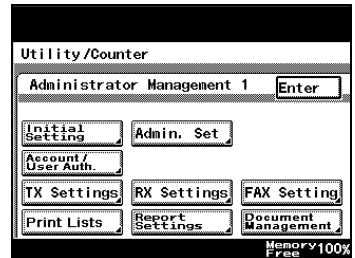 Utility/Counter
Administrator Management 1
Enter
Initial
Setting
Admin. Set
Account/
User Auth.
TX Settings
RX Settings
FAX Setting
Print Lists
Report
Settings
Document
Management
Memory
Free
100%